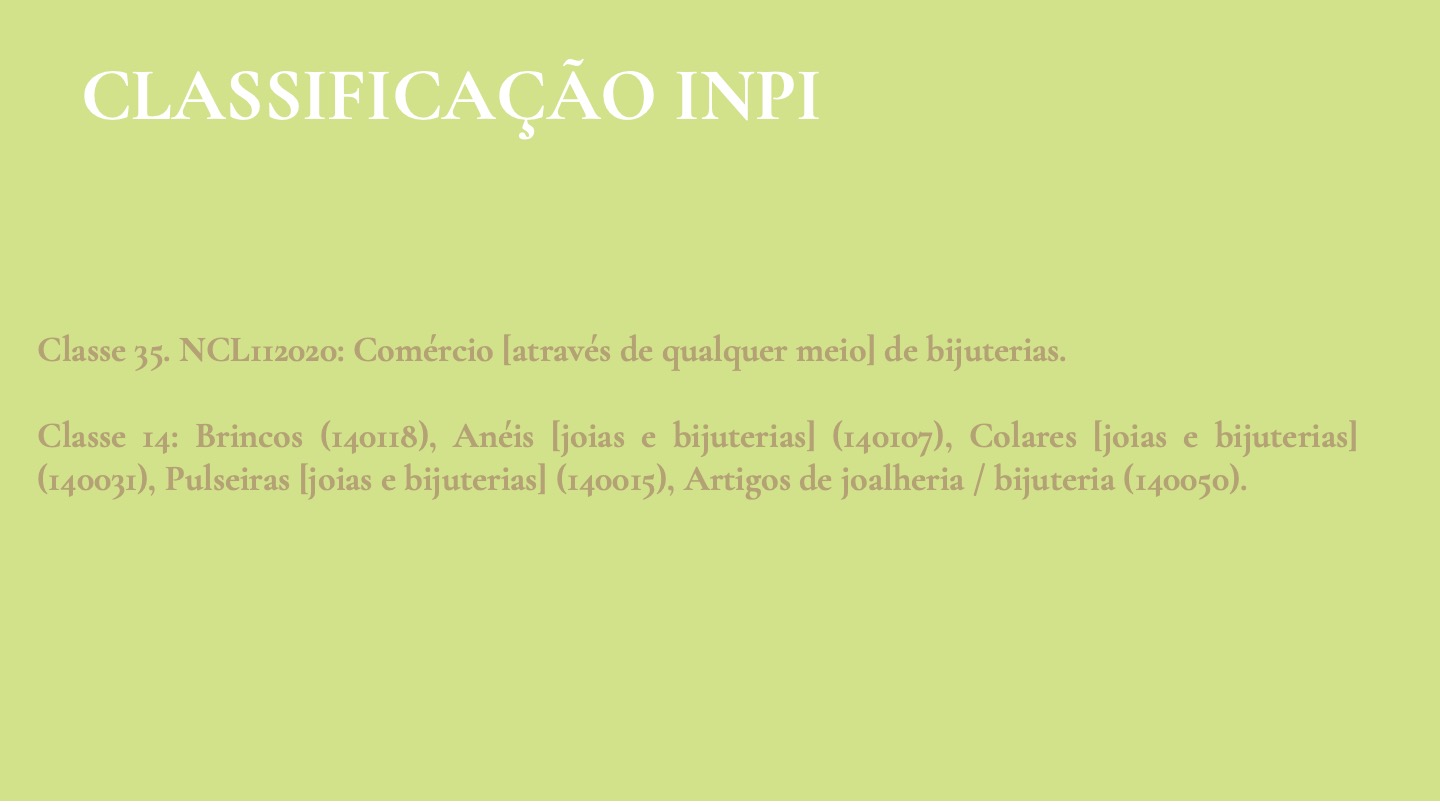 CLASSIFICAÇÃO INPI
Classe 35. NCL112020: Comércio [através de qualquer meio] de bijuterias.
Classe 14: Brincos (140118), Anéis [joias e bijuterias] (140107), Colares [joias e bijuterias]
(140031), Pulseiras [joias e bijuterias] (140015), Artigos de joalheria / bijuteria (140050).